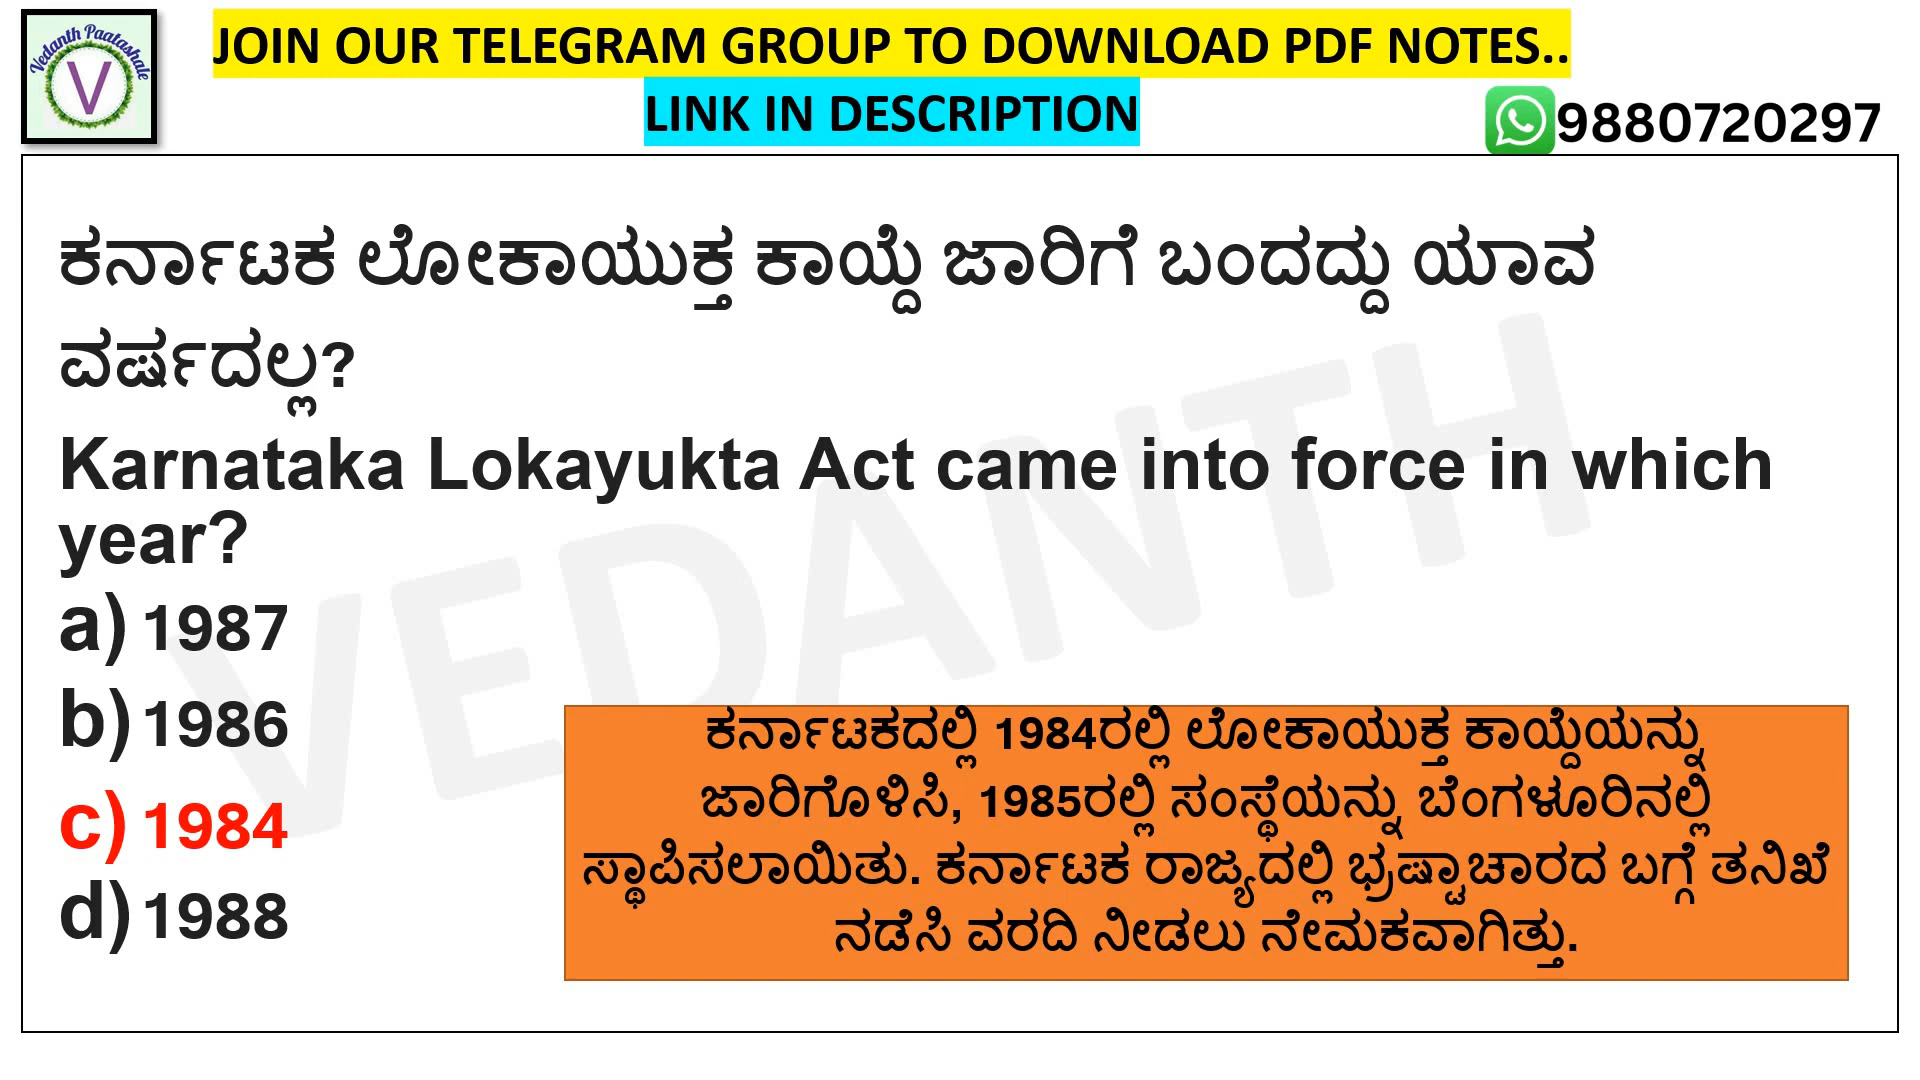 Vedanth Paatashale
V
JOIN OUR TELEGRAM GROUP TO DOWNLOAD PDF NOTES..
LINK IN DESCRIPTION
9880720297
ಕರ್ನಾಟಕ ಲೋಕಾಯುಕ್ತ ಕಾಯ್ದೆ ಜಾರಿಗೆ ಬಂದದ್ದು ಯಾವ
ವರ್ಷದಲ್ಲ?
Karnataka Lokayukta Act came into force in which
year?
a) 1987
b) 1986
c) 1984
d) 1988
ಕರ್ನಾಟಕದಲ್ಲಿ 1984ರಲ್ಲಿ ಲೋಕಾಯುಕ್ತ ಕಾಯ್ದೆಯನ್ನು
ಜಾರಿಗೊಳಿಸಿ, 1985ರಲ್ಲಿ ಸಂಸ್ಥೆಯನ್ನು ಬೆಂಗಳೂರಿನಲ್ಲಿ
ಸ್ಥಾಪಿಸಲಾಯಿತು. ಕರ್ನಾಟಕ ರಾಜ್ಯದಲ್ಲಿ ಭ್ರಷ್ಟಾಚಾರದ ಬಗ್ಗೆ ತನಿಖೆ
ನಡೆಸಿ ವರದಿ ನೀಡಲು ನೇಮಕವಾಗಿತ್ತು.
VEDANTH